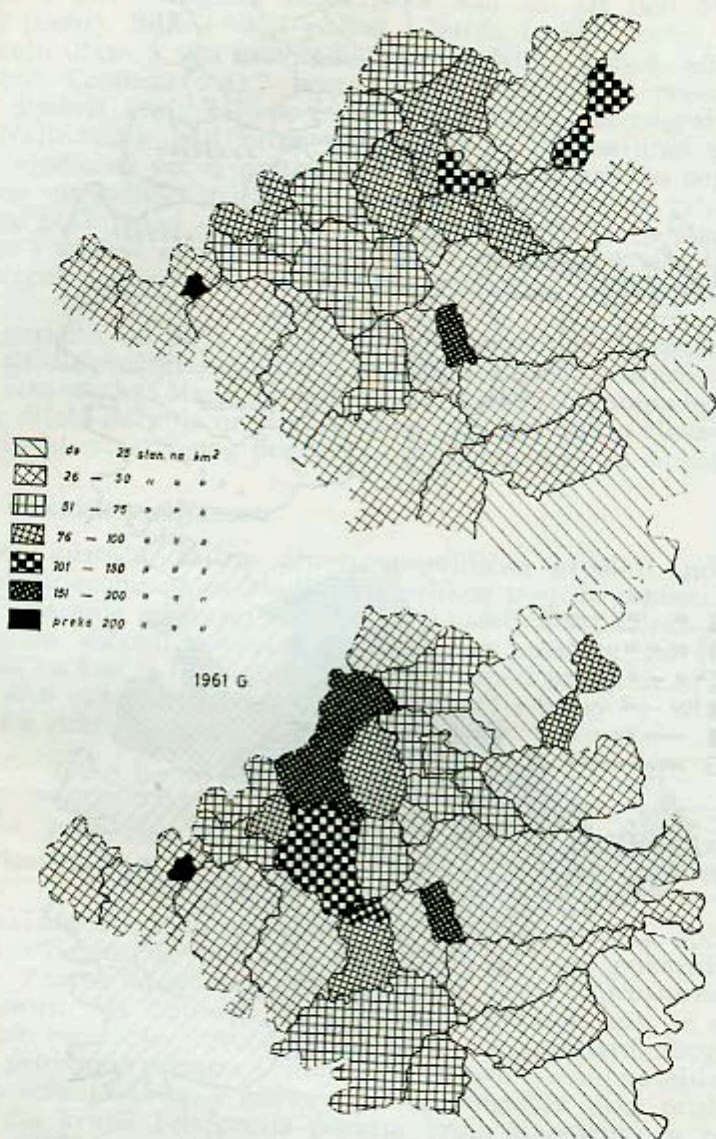 do 25 stan. na km²
26 — 50 " " "
51 — 75 " " "
76 — 100 " " "
101 — 150 " " "
151 — 200 " " "
preko 200 " " "
1961 G